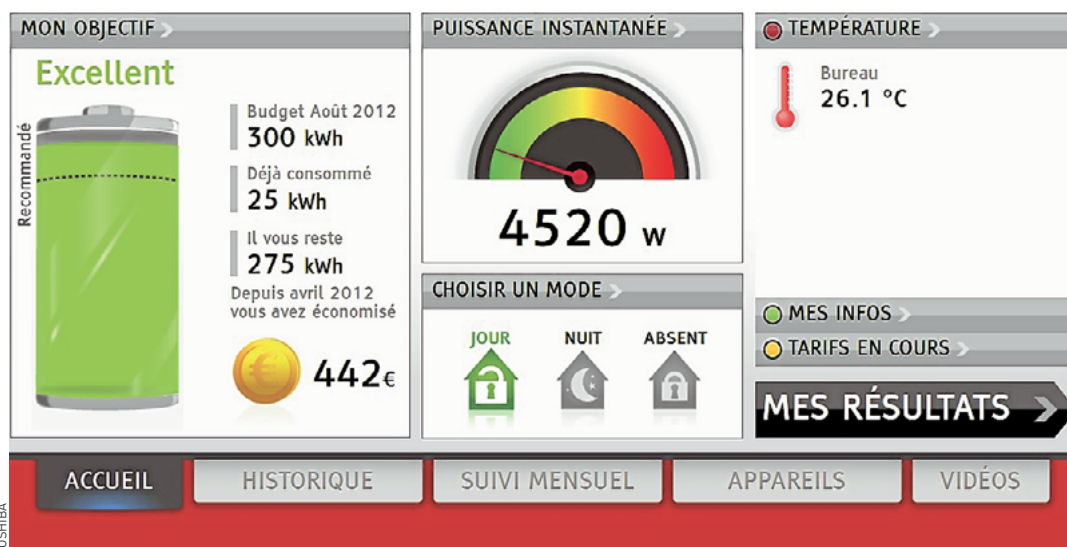 MON OBJECTIF
Excellent
Recommandé
Budget Août 2012
300 kWh
Déjà consommé
25 kWh
Il vous reste
275 kWh
Depuis avril 2012
vous avez économisé
442€
PUISSANCE INSTANTANÉE
4520 W
CHOISIR UN MODE
JOUR NUIT ABSENT
TEMPÉRATURE
Bureau
26.1 °C
MES INFOS
TARIFS EN COURS
MES RÉSULTATS
ACCUEIL HISTORIQUE SUIVI MENSUEL APPAREILS VIDÉOS